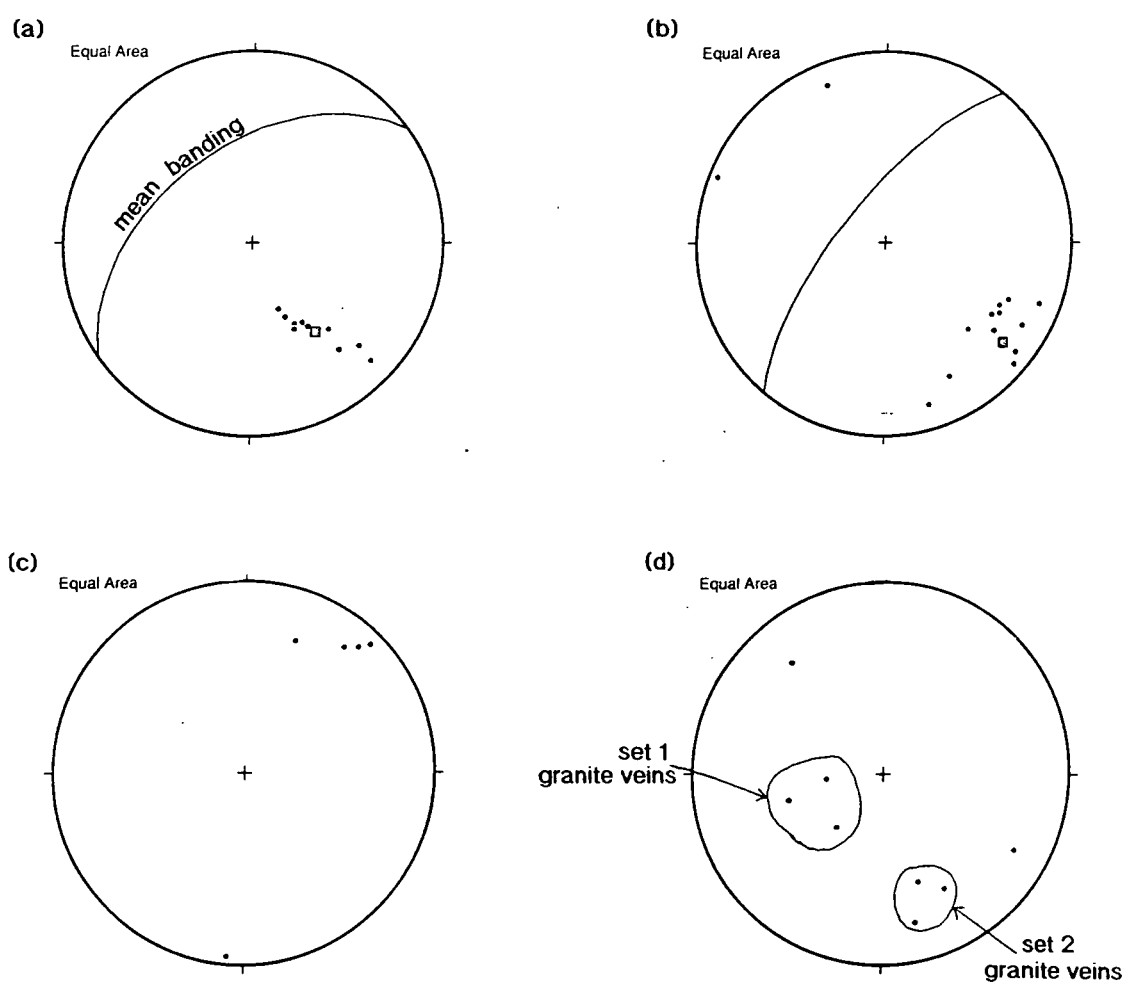 (a)
Equal Area
mean banding
(b)
Equal Area
(c)
Equal Area
(d)
Equal Area
set 1
granite veins
set 2
granite veins